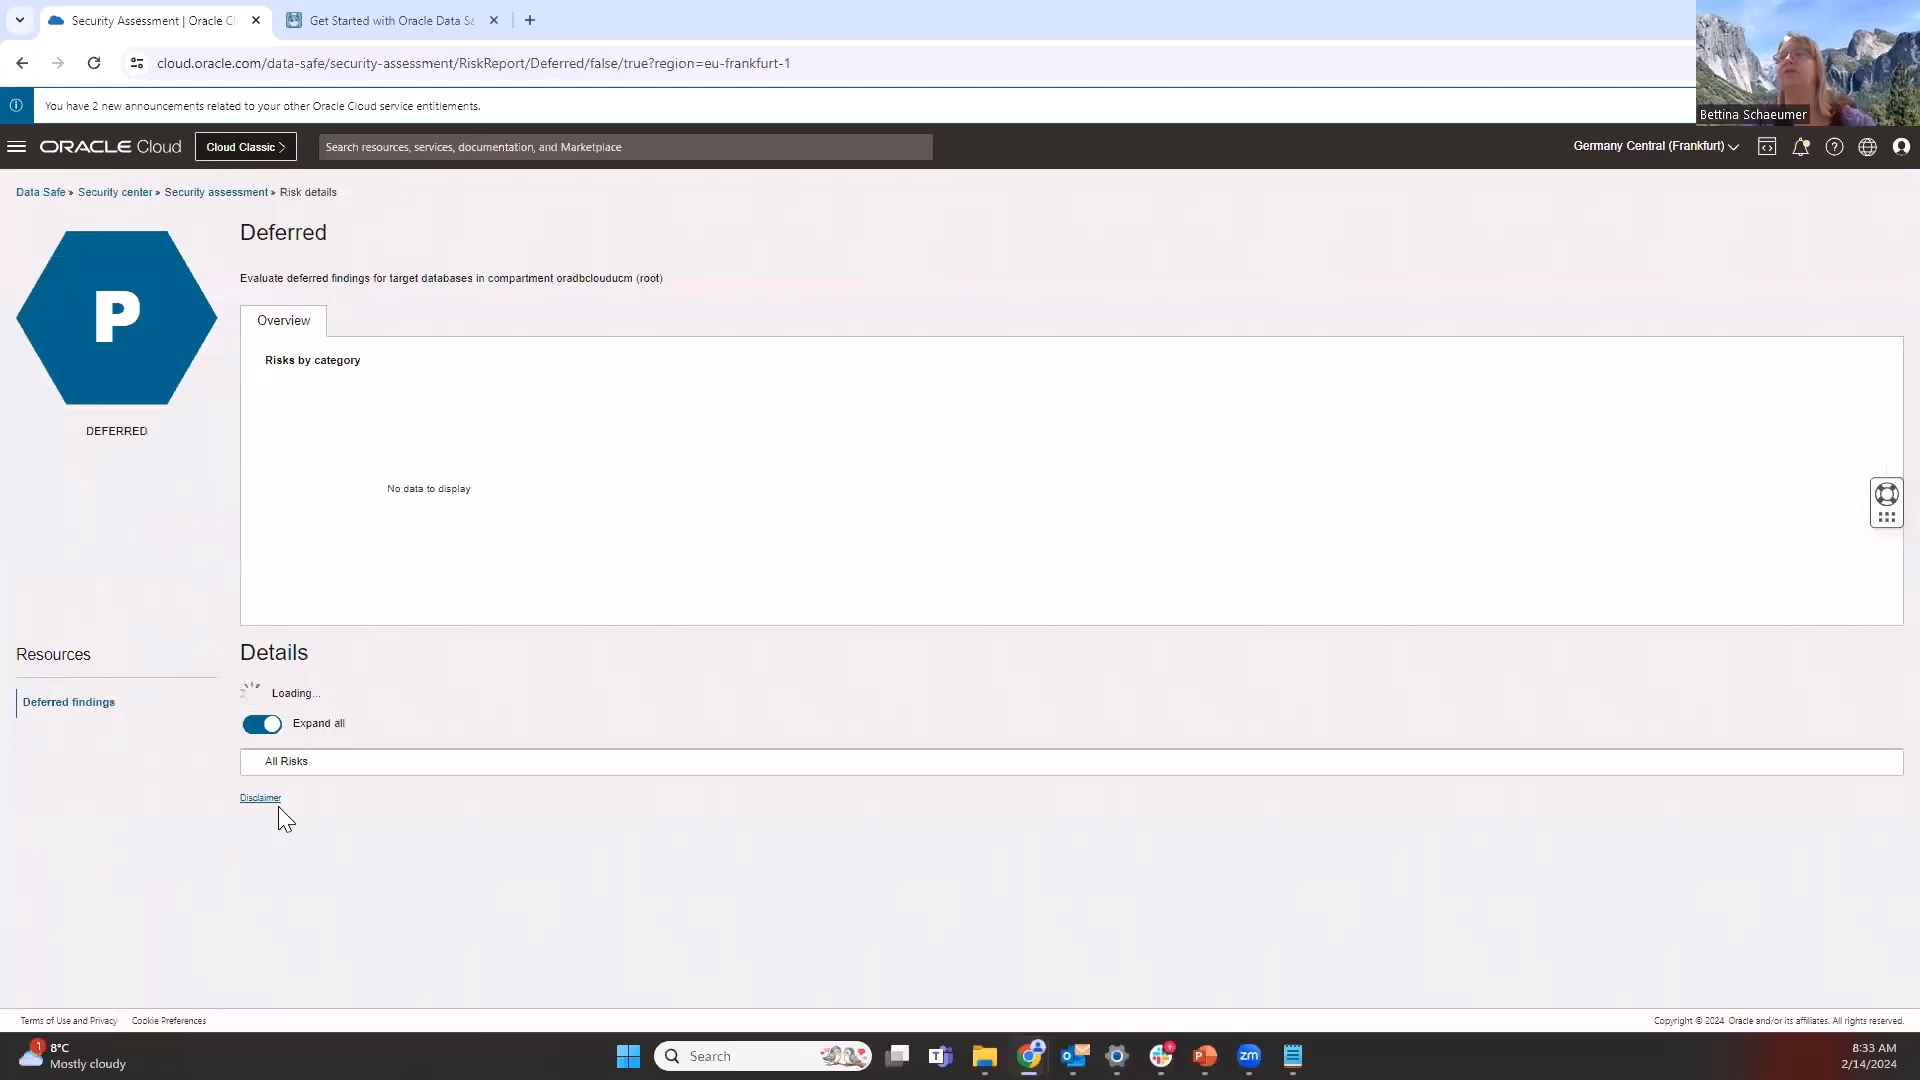 Security Assessment | Oracle Cl
Get Started with Oracle Data Sa
cloud.oracle.com/data-safe/security-assessment/RiskReport/Deferred/false/true?region=eu-frankfurt-1
Bettina Schaeumer
You have 2 new announcements related to your other Oracle Cloud service entitlements.
ORACLE Cloud
Cloud Classic >
Search resources, services, documentation, and Marketplace
Germany Central (Frankfurt)
Data Safe » Security center » Security assessment » Risk details
P
DEFERRED
Deferred
Evaluate deferred findings for target databases in compartment oradbclouducm (root)
Overview
Risks by category
No data to display
Resources
Deferred findings
Details
Loading...
Expand all
All Risks
Disclaimer
Terms of Use and Privacy Cookie Preferences
Copyright © 2024 Oracle and/or its affiliates. All rights reserved.
1
8°C
Mostly cloudy
Search
zm
8:33 AM
2/14/2024